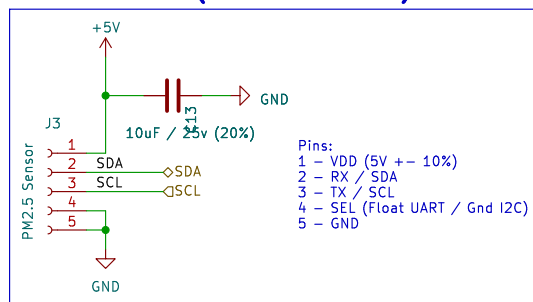 +5V
GND
C13
10uF / 25v (20%)
J3
PM2.5 Sensor
1
2
3
4
5
SDA
SCL
SDA
SCL
GND
Pins:
1 - VDD (5V +- 10%)
2 - RX / SDA
3 - TX / SCL
4 - SEL (Float UART / Gnd I2C)
5 - GND